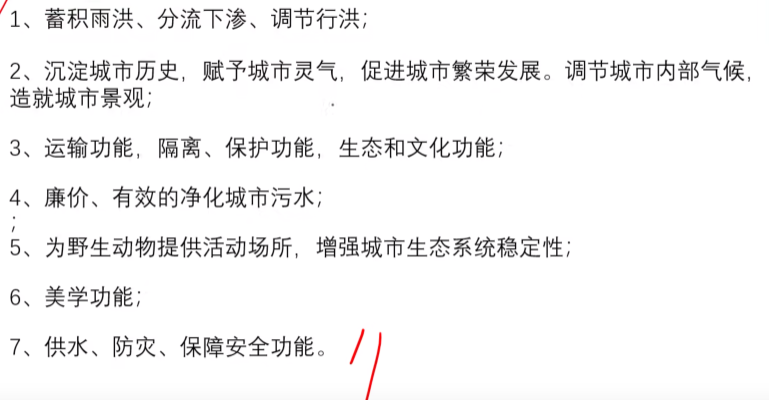 1、蓄积雨洪、分流下渗、调节行洪；
2、沉淀城市历史，赋予城市灵气，促进城市繁荣发展。调节城市内部气候，
造就城市景观；
3、运输功能，隔离、保护功能，生态和文化功能；
4、廉价、有效的净化城市污水；
；
5、为野生动物提供活动场所，增强城市生态系统稳定性；
6、美学功能；
7、供水、防灾、保障安全功能。